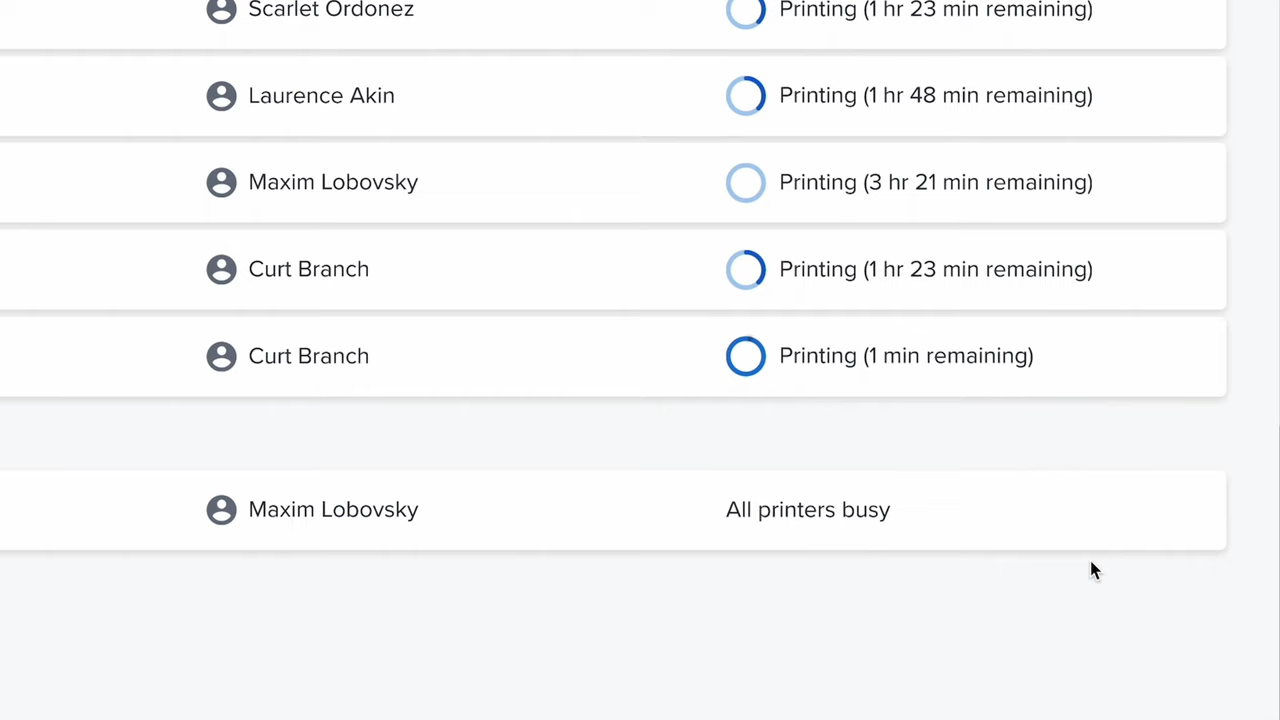 Scarlet Ordonez Printing (1 hr 23 min remaining)
Laurence Akin Printing (1 hr 48 min remaining)
Maxim Lobovsky Printing (3 hr 21 min remaining)
Curt Branch Printing (1 hr 23 min remaining)
Curt Branch Printing (1 min remaining)
Maxim Lobovsky All printers busy